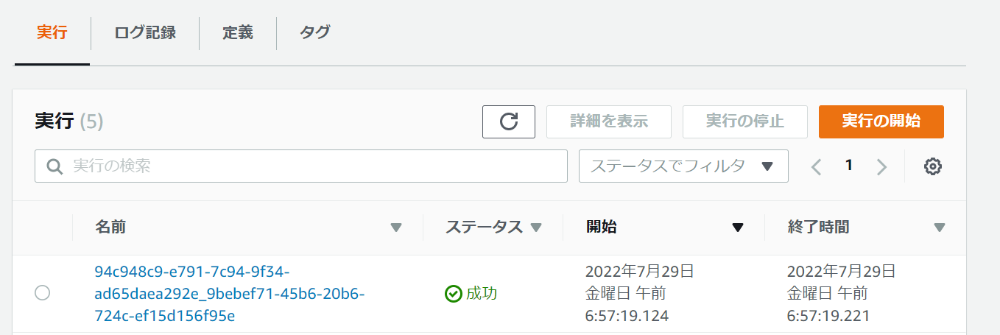 実行 ログ記録 定義 タグ
実行 (5) 詳細を表示 実行の停止 実行の開始
実行の検索 ステータスでフィルタ 1
名前 ステータス 開始 終了時間
94c948c9-e791-7c94-9f34-
ad65daea292e_9bebef71-45b6-20b6-
724c-ef15d156f95e
成功
2022年7月29日
金曜日 午前
6:57:19.124
2022年7月29日
金曜日 午前
6:57:19.221